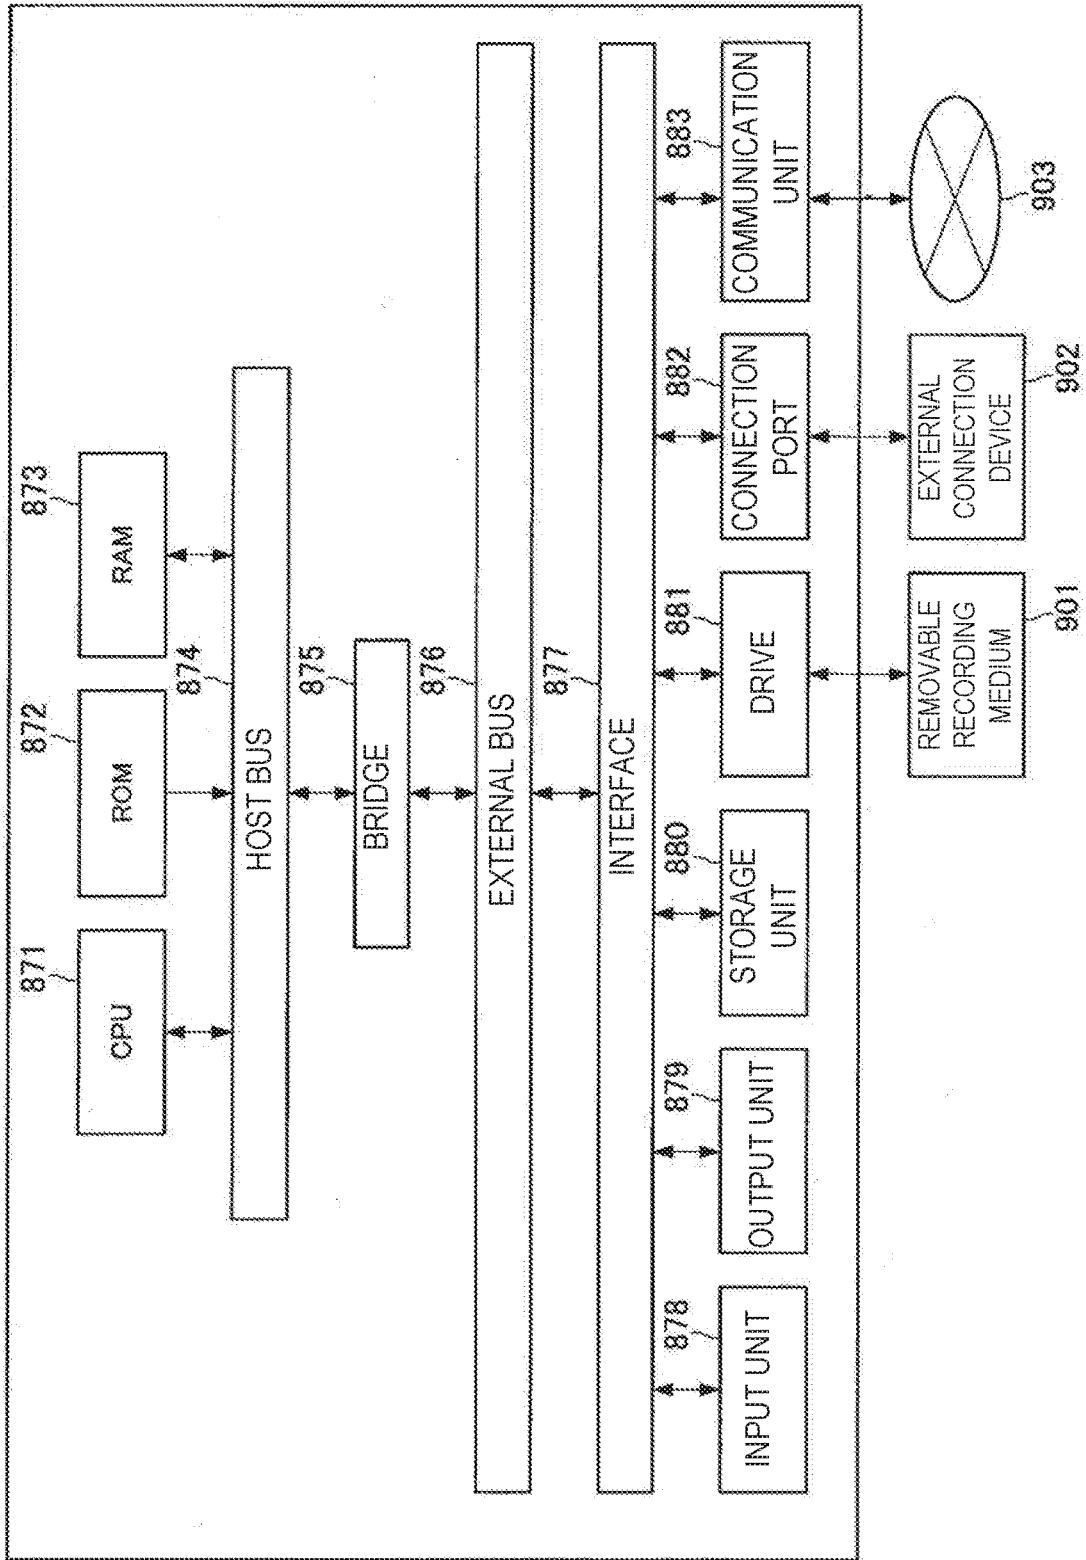 871
872
873
CPU
ROM
RAM
874
HOST BUS
875
BRIDGE
876
EXTERNAL BUS
877
INTERFACE
878
879
880
881
882
883
INPUT UNIT
OUTPUT UNIT
STORAGE
UNIT
DRIVE
CONNECTION
PORT
COMMUNICATION
UNIT
REMOVABLE
RECORDING
MEDIUM
EXTERNAL
CONNECTION
DEVICE
901
902
903